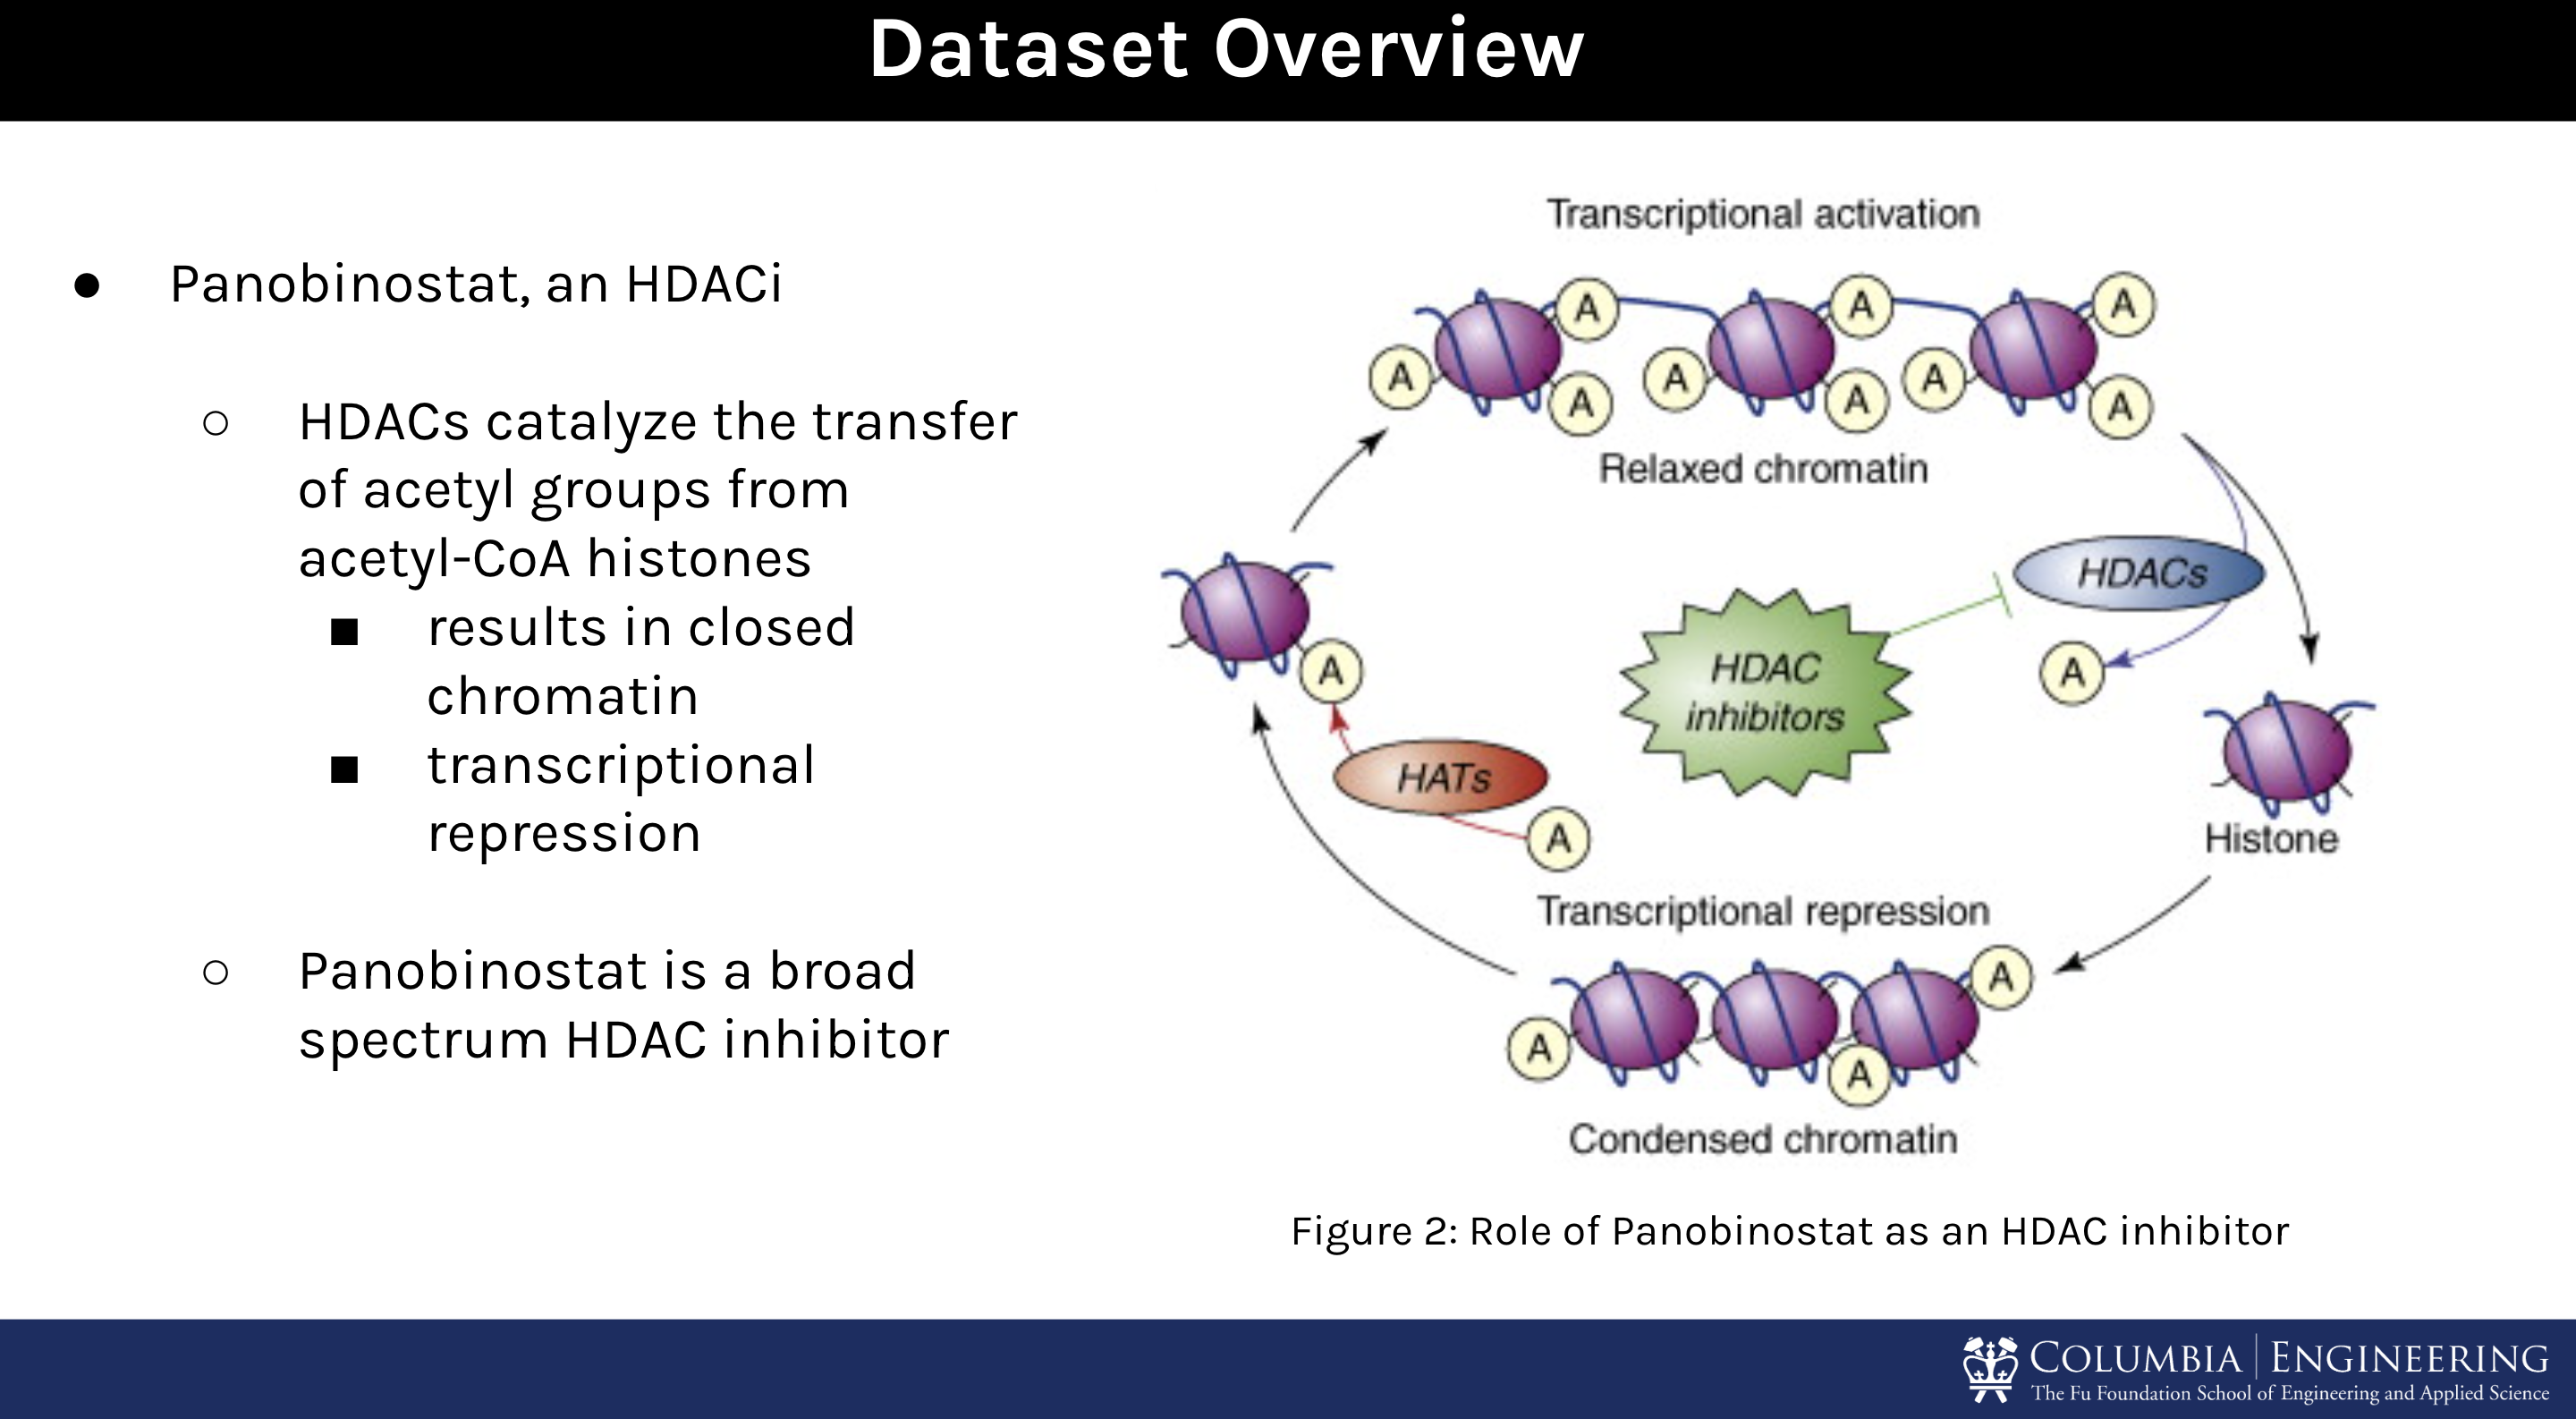 Dataset Overview
● Panobinostat, an HDACi
○ HDACs catalyze the transfer
of acetyl groups from
acetyl-CoA histones
■ results in closed
chromatin
■ transcriptional
repression
○ Panobinostat is a broad
spectrum HDAC inhibitor
Transcriptional activation
A A A
A A A
A A A
Relaxed chromatin
HDACs
HDAC
inhibitors
A
A
HATs
A
Histone
Transcriptional repression
A
A
A
Condensed chromatin
Figure 2: Role of Panobinostat as an HDAC inhibitor
COLUMBIA | ENGINEERING
The Fu Foundation School of Engineering and Applied Science